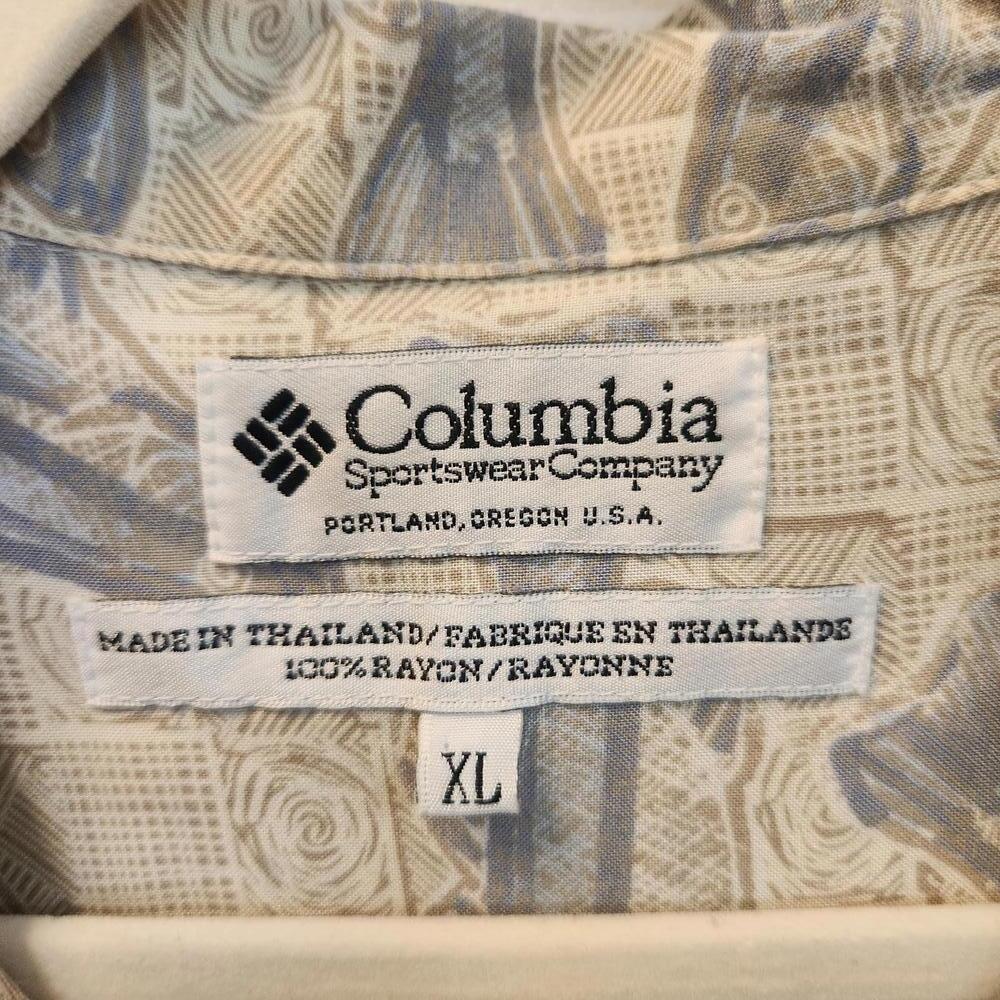 Columbia
Sportswear Company
PORTLAND, OREGON U.S.A.
MADE IN THAILAND/FABRIQUE EN THAILANDE
100% RAYON/RAYONNE
XL